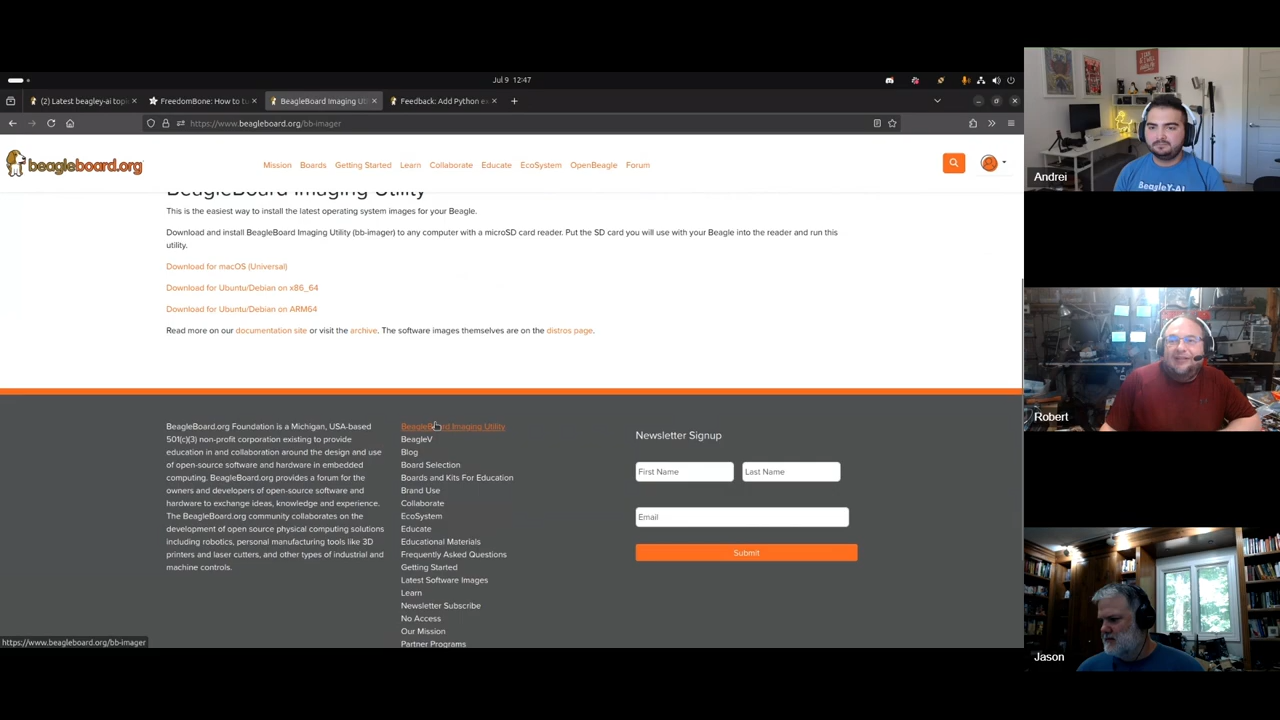 Jul 9 12:47
(2) Latest beagley-ai topi
FreedomBone: How to tu
BeagleBoard Imaging Uti
Feedback: Add Python ex
https://www.beagleboard.org/bb-imager
beagleboard.org
Mission
Boards
Getting Started
Learn
Collaborate
Educate
EcoSystem
OpenBeagle
Forum
BeagleBoard Imaging Utility
This is the easiest way to install the latest operating system images for your Beagle.
Download and install BeagleBoard Imaging Utility (bb-imager) to any computer with a microSD card reader. Put the SD card you will use with your Beagle into the reader and run this
utility.
Download for macOS (Universal)
Download for Ubuntu/Debian on x86_64
Download for Ubuntu/Debian on ARM64
Read more on our documentation site or visit the archive. The software images themselves are on the distros page.
BeagleBoard.org Foundation is a Michigan, USA-based
501(c)(3) non-profit corporation existing to provide
education in and collaboration around the design and use
of open-source software and hardware in embedded
computing. BeagleBoard.org provides a forum for the
owners and developers of open-source software and
hardware to exchange ideas, knowledge and experience.
The BeagleBoard.org community collaborates on the
development of open source physical computing solutions
including robotics, personal manufacturing tools like 3D
printers and laser cutters, and other types of industrial and
machine controls.
BeagleBoard Imaging Utility
BeagleV
Blog
Board Selection
Boards and Kits For Education
Brand Use
Collaborate
EcoSystem
Educate
Educational Materials
Frequently Asked Questions
Getting Started
Latest Software Images
Learn
Newsletter Subscribe
No Access
Our Mission
Partner Programs
Newsletter Signup
First Name
Last Name
Email
Submit
https://www.beagleboard.org/bb-imager
BeagleY-AI
Andrei
Robert
Jason